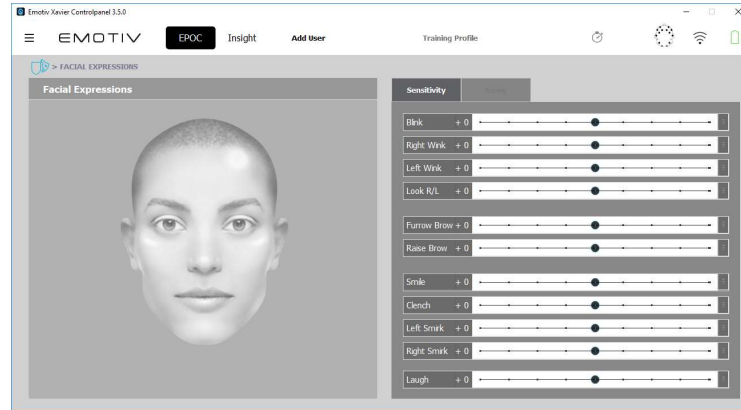 Emotiv Xavier Controlpanel 3.5.0
EMOTIV EPOC Insight Add User Training Profile
> FACIAL EXPRESSIONS
Facial Expressions
Sensitivity
Blink + 0
Right Wink + 0
Left Wink + 0
Look R/L + 0
Furrow Brow + 0
Raise Brow + 0
Smile + 0
Clench + 0
Left Smirk + 0
Right Smirk + 0
Laugh + 0